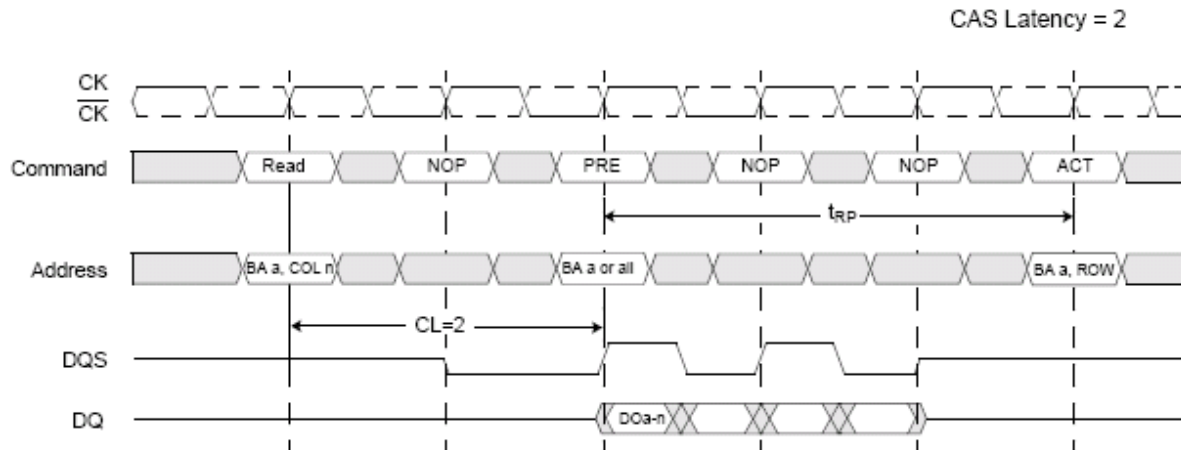 CAS Latency = 2
CK
CK
Command Read NOP PRE NOP NOP ACT
tRP
Address BA a, COL n BA a or all BA a, ROW
CL=2
DQS
DQ DOa-n